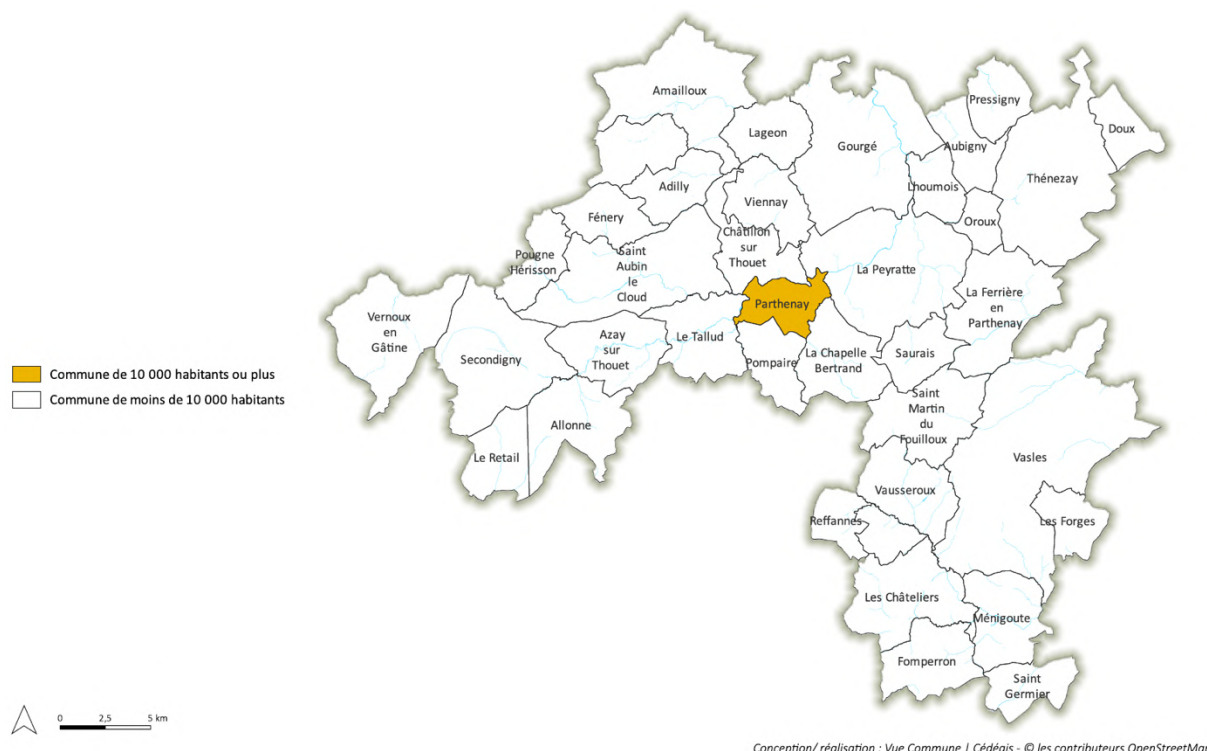 Amailloux
Pressigny
Lageon
Doux
Gourgé
Aubigny
Thénezay
Adilly
Lhoumois
Viennay
Fénery
Oroux
Châtillon
sur
Thouet
Pougne
Hérisson
Saint
Aubin
le
Cloud
La Peyratte
La Ferrière
en
Parthenay
Parthenay
Vernoux
en
Gâtine
Secondigny
Azay
sur
Thouet
Le Tallud
Pompaire
La Chapelle
Bertrand
Saurais
Commune de 10 000 habitants ou plus
Commune de moins de 10 000 habitants
Saint
Martin
du
Fouilloux
Allonne
Le Retail
Vasles
Vausseroux
Reffannes
Les Forges
Les Châteliers
Ménigoute
Fomperron
Saint
Germier
0 2,5 5 km
Conception/ réalisation : Vue Commune | Cédégis - © les contributeurs OpenStreetMap